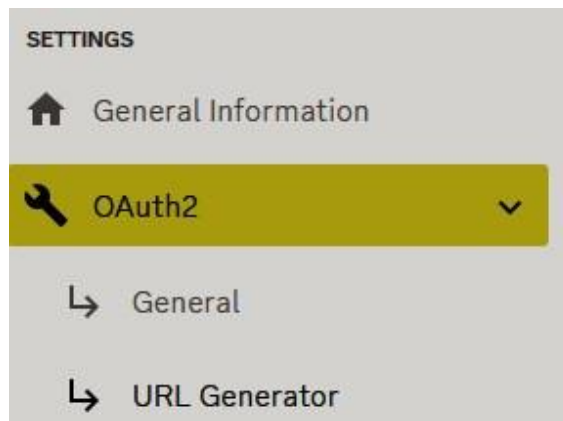 SETTINGS
General Information
OAuth2
General
URL Generator